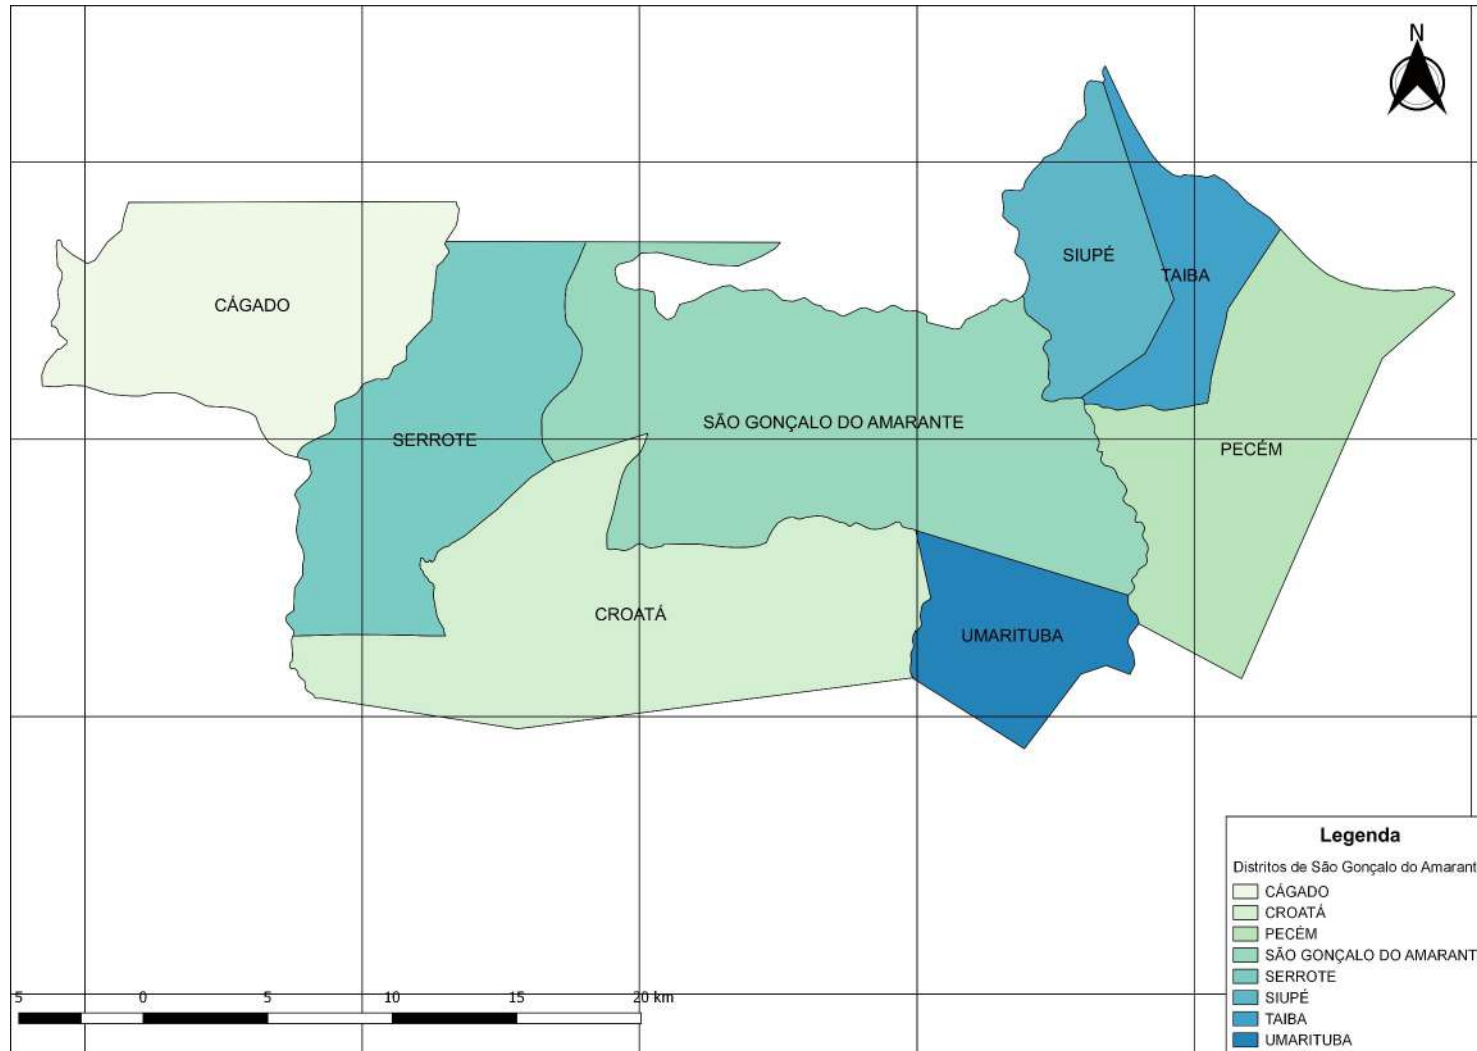 N
SIUPÉ
TAIBA
CÁGADO
SÃO GONÇALO DO AMARANTE
SERROTE
PECÉM
CROATÁ
UMARITUBA
Legenda
Distritos de São Gonçalo do Amarant
CÁGADO
CROATÁ
PECÉM
SÃO GONÇALO DO AMARANT
SERROTE
SIUPÉ
TAIBA
UMARITUBA
5 0 5 10 15 20 km